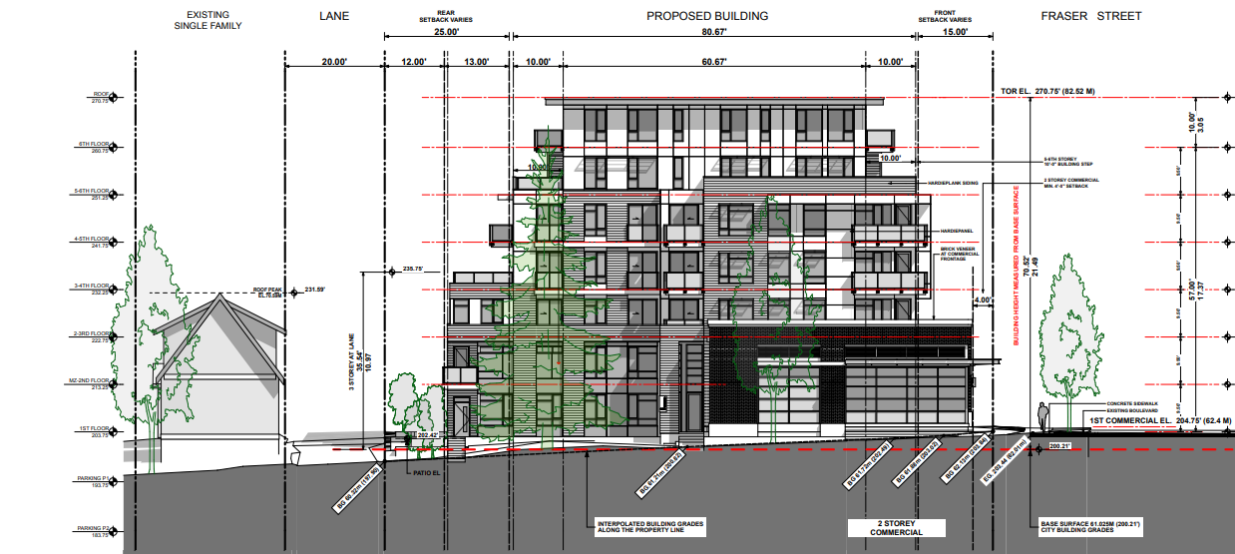 EXISTING
SINGLE FAMILY
LANE
REAR
SETBACK VARIES
PROPOSED BUILDING
FRONT
SETBACK VARIES
FRASER STREET
25.00'
80.67'
15.00'
20.00'
12.00'
13.00'
10.00'
60.67'
10.00'
ROOF
270.75'
TOR EL. 270.75' (82.52 M)
10.00'
3.05
6TH FLOOR
260.75'
10.00'
10.00'
5-6TH STOREY
10'-0" BUILDING STEP
HARDIEPLANK SIDING
2 STOREY COMMERCIAL
MIN. 4'-0" SETBACK
5-6TH FLOOR
251.25'
BUILDING HEIGHT MEASURED FROM BASE SURFACE
HARDIEPANEL
4-5TH FLOOR
241.75'
BRICK VENEER
AT COMMERCIAL
FRONTAGE
70.52'
21.49
57.00'
17.37
235.75'
3-4TH FLOOR
232.25'
ROOF PEAK
231.59'
4.00'
2-3RD FLOOR
222.75'
3 STOREY AT LANE
35.54'
10.97
M2-2ND FLOOR
213.25'
CONCRETE SIDEWALK
EXISTING BOULEVARD
1ST COMMERCIAL EL. 204.75' (62.4 M)
1ST FLOOR
203.75'
202.42'
200.21'
PATIO EL
PARKING P1
193.75'
INTERPOLATED BUILDING GRADES
ALONG THE PROPERTY LINE
2 STOREY
COMMERCIAL
BASE SURFACE 61.025M (200.21')
CITY BUILDING GRADES
PARKING P2
183.75'